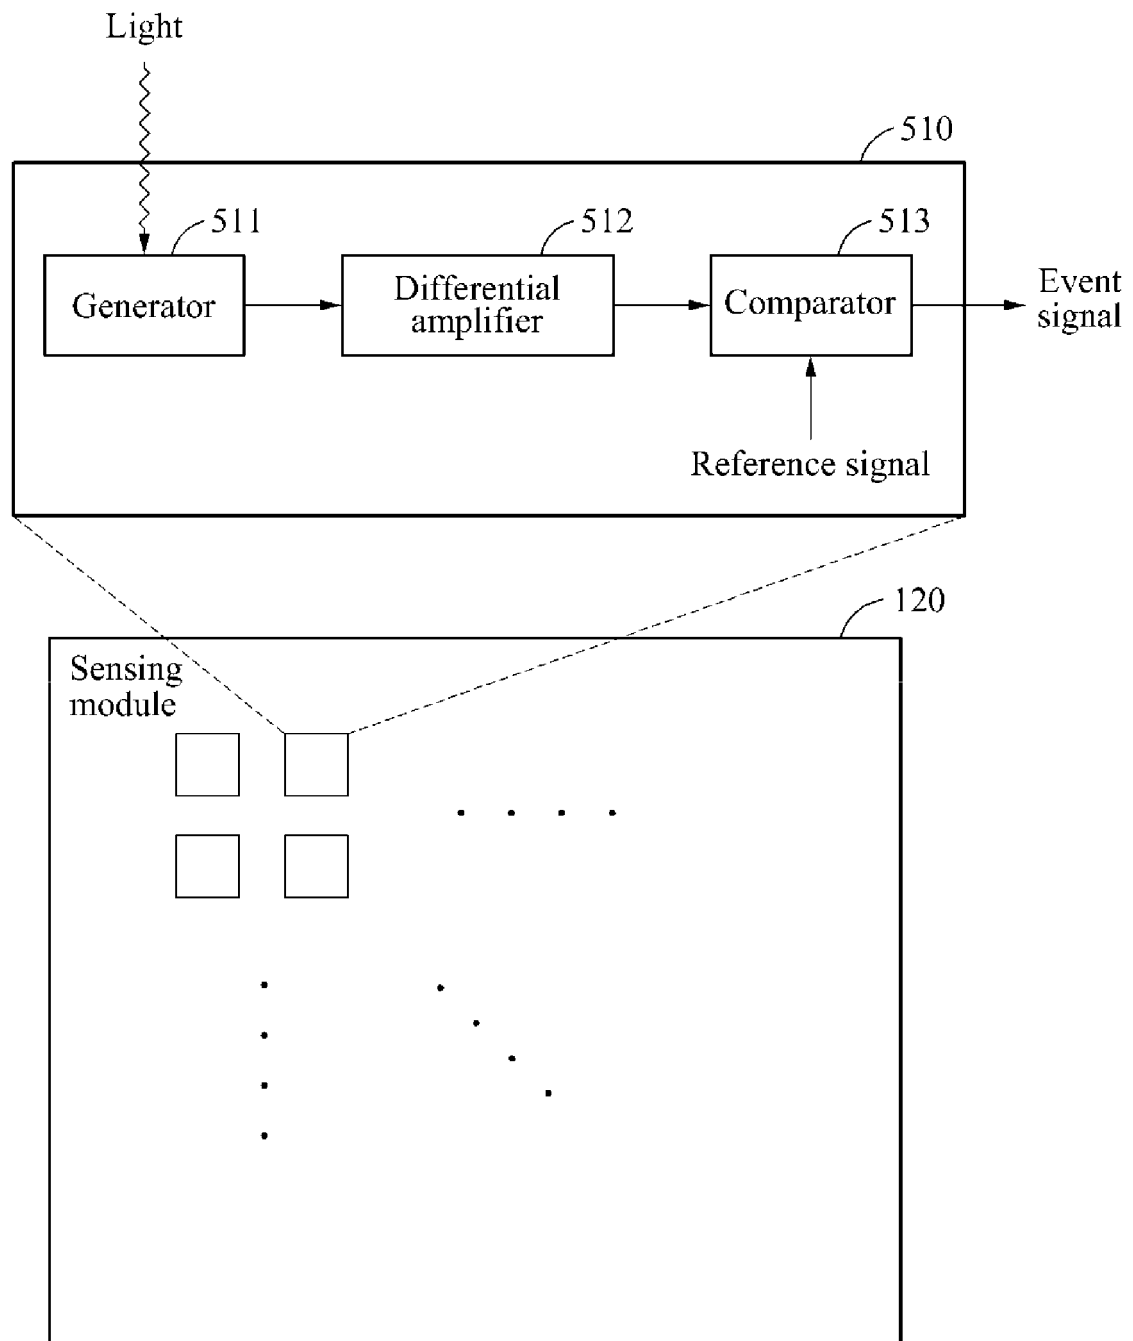 Light
510
511
512
513
Generator
Differential
amplifier
Comparator
Event
signal
Reference signal
120
Sensing
module